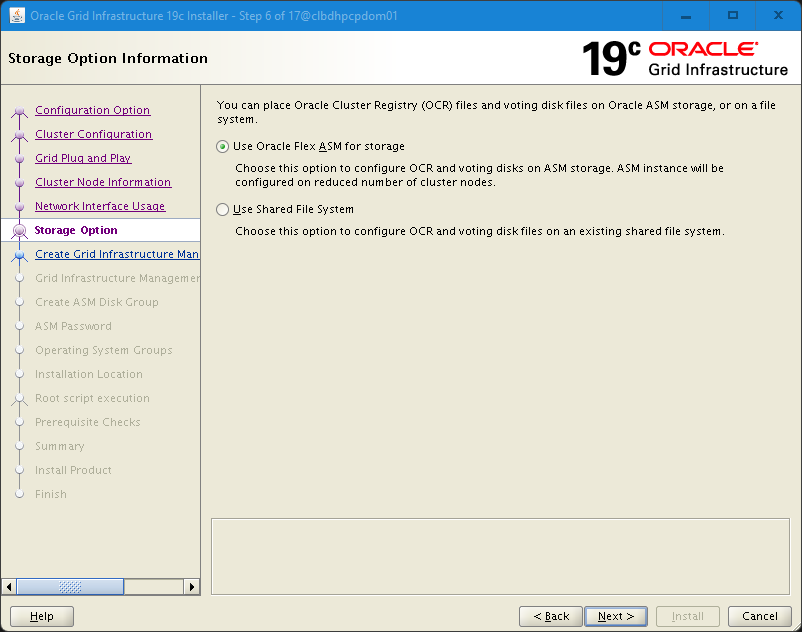 Oracle Grid Infrastructure 19c Installer - Step 6 of 17@clbdhpcpdom01
Storage Option Information
19c ORACLE
Grid Infrastructure
Configuration Option
Cluster Configuration
Grid Plug and Play
Cluster Node Information
Network Interface Usage
Storage Option
Create Grid Infrastructure Man
Grid Infrastructure Managemer
Create ASM Disk Group
ASM Password
Operating System Groups
Installation Location
Root script execution
Prerequisite Checks
Summary
Install Product
Finish
You can place Oracle Cluster Registry (OCR) files and voting disk files on Oracle ASM storage, or on a file
system.
Use Oracle Flex ASM for storage
Choose this option to configure OCR and voting disks on ASM storage. ASM instance will be
configured on reduced number of cluster nodes.
Use Shared File System
Choose this option to configure OCR and voting disk files on an existing shared file system.
Help
< Back
Next >
Install
Cancel